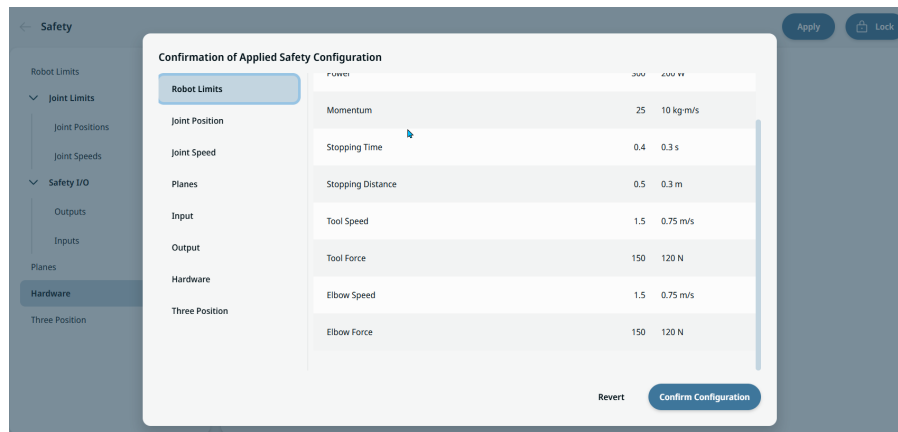 Safety
Apply
Lock
Robot Limits
Joint Limits
Joint Positions
Joint Speeds
Safety I/O
Outputs
Inputs
Planes
Hardware
Three Position
Confirmation of Applied Safety Configuration
Robot Limits
Joint Position
Joint Speed
Planes
Input
Output
Hardware
Three Position
Power 300 200 W
Momentum 25 10 kg·m/s
Stopping Time 0.4 0.3 s
Stopping Distance 0.5 0.3 m
Tool Speed 1.5 0.75 m/s
Tool Force 150 120 N
Elbow Speed 1.5 0.75 m/s
Elbow Force 150 120 N
Revert
Confirm Configuration